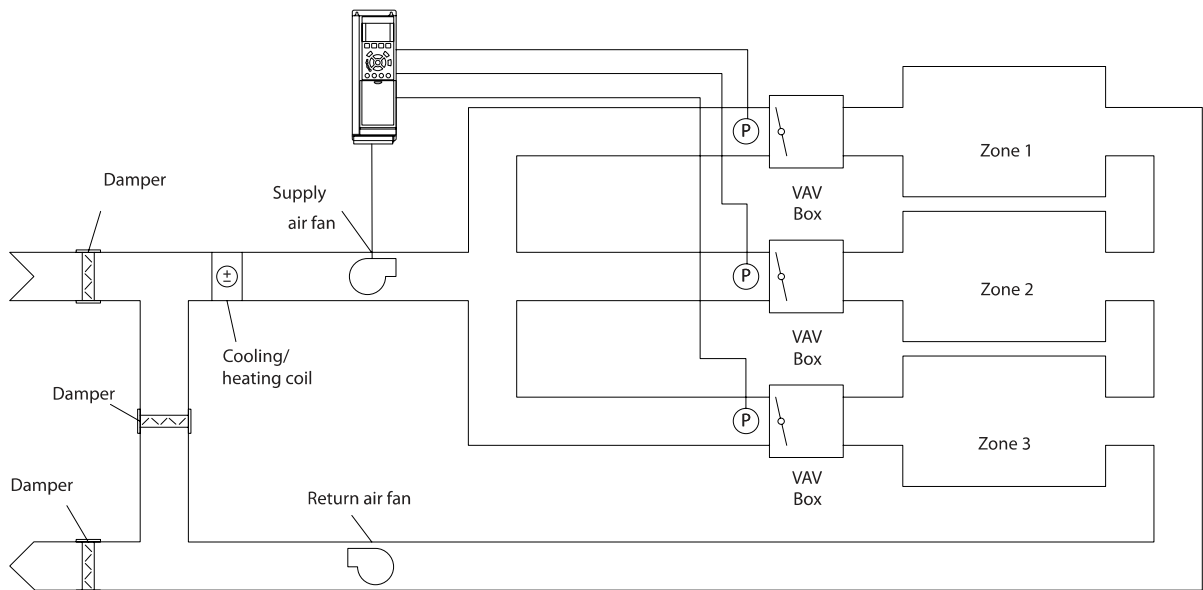 Damper
Supply
air fan
P
VAV
Box
Zone 1
±
Cooling/
heating coil
P
VAV
Box
Zone 2
Damper
P
VAV
Box
Zone 3
Damper
Return air fan